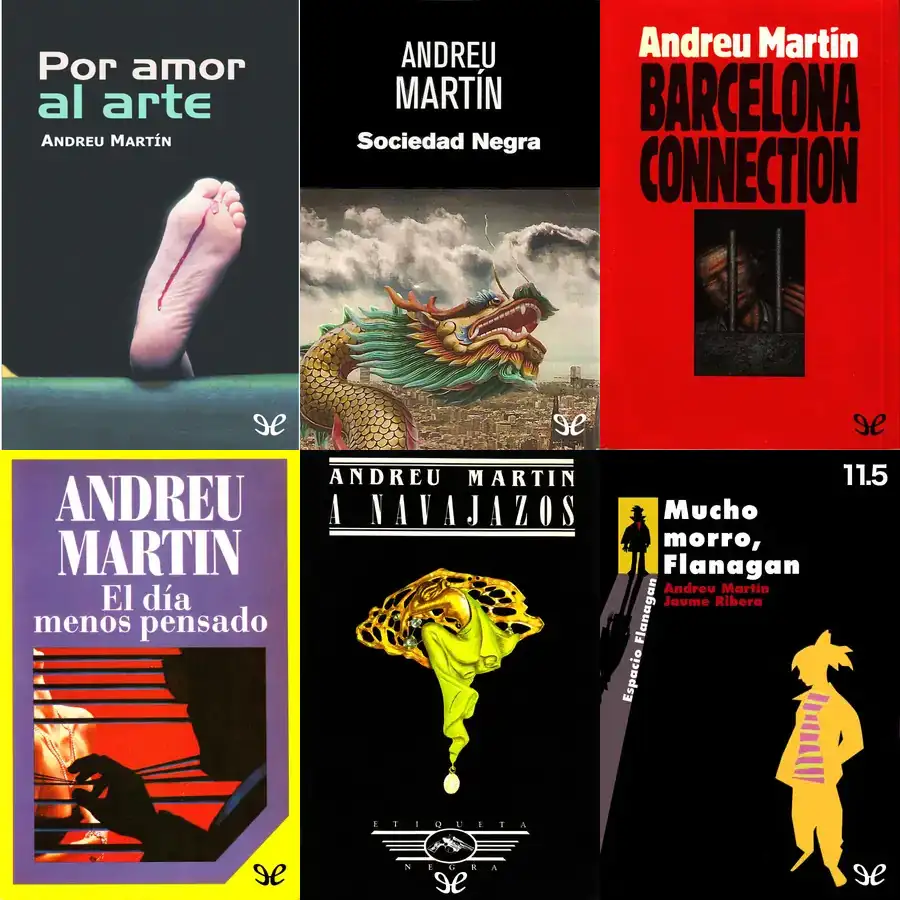 Por amor
al arte
ANDREU MARTÍN
ANDREU
MARTÍN
Sociedad Negra
Andreu Martín
BARCELONA
CONNECTION
ANDREU
MARTIN
El día
menos pensado
ANDREU MARTIN
A NAVAJAZOS
ETIQUETA
NEGRA
11.5
Mucho
morro,
Flanagan
Andreu Martín
Jaume Ribera
Espacio Flanagan